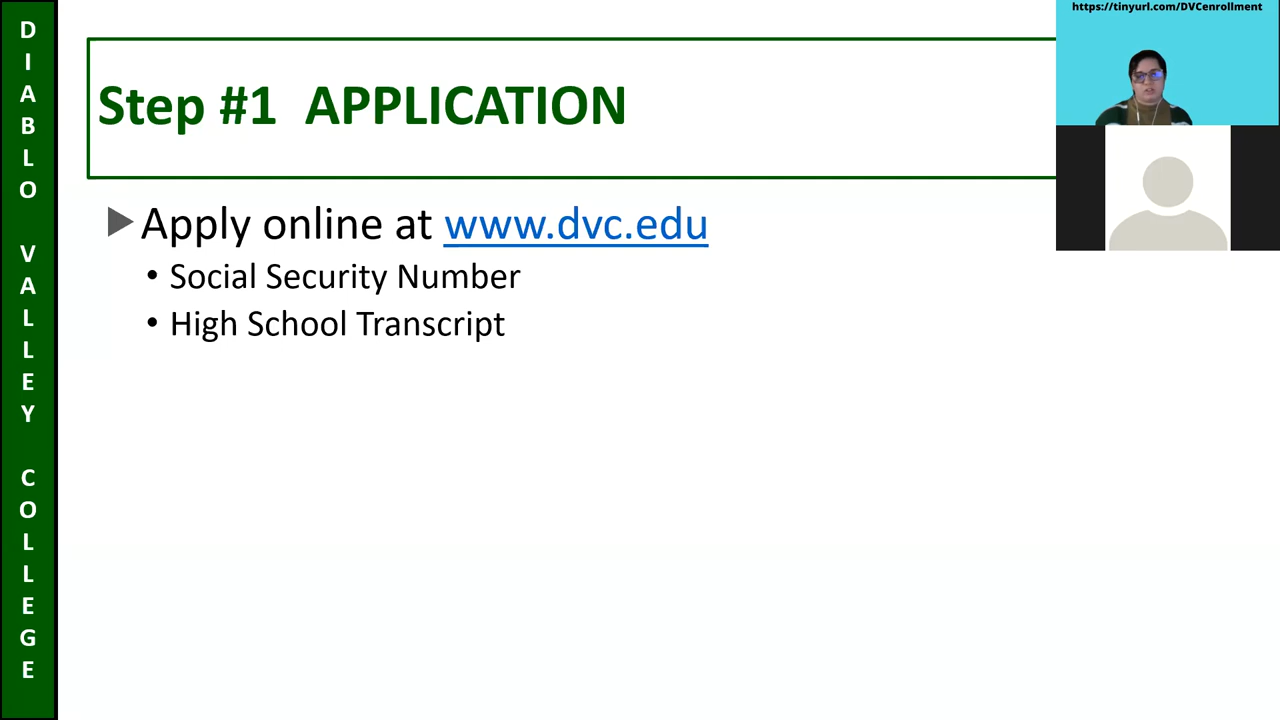 DIABLO VALLEY COLLEGE
https://tinyurl.com/DVCenrollment
Step #1 APPLICATION
Apply online at www.dvc.edu
• Social Security Number
• High School Transcript